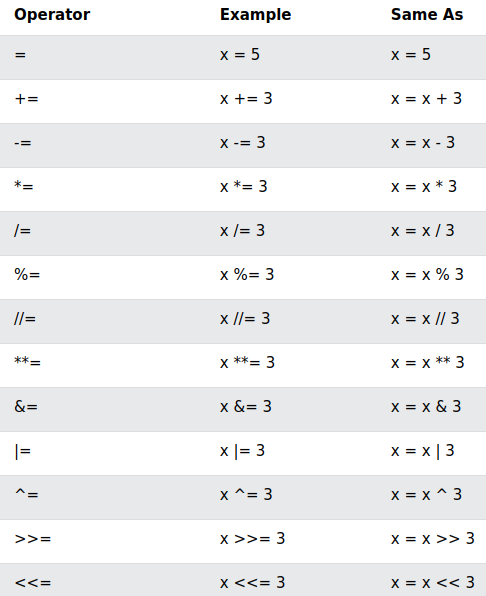 Operator Example Same As
= x = 5 x = 5
+= x += 3 x = x + 3
-= x -= 3 x = x - 3
*= x *= 3 x = x * 3
/= x /= 3 x = x / 3
%= x %= 3 x = x % 3
//= x //= 3 x = x // 3
**= x **= 3 x = x ** 3
&= x &= 3 x = x & 3
|= x |= 3 x = x | 3
^= x ^= 3 x = x ^ 3
>>= x >>= 3 x = x >> 3
<<= x <<= 3 x = x << 3